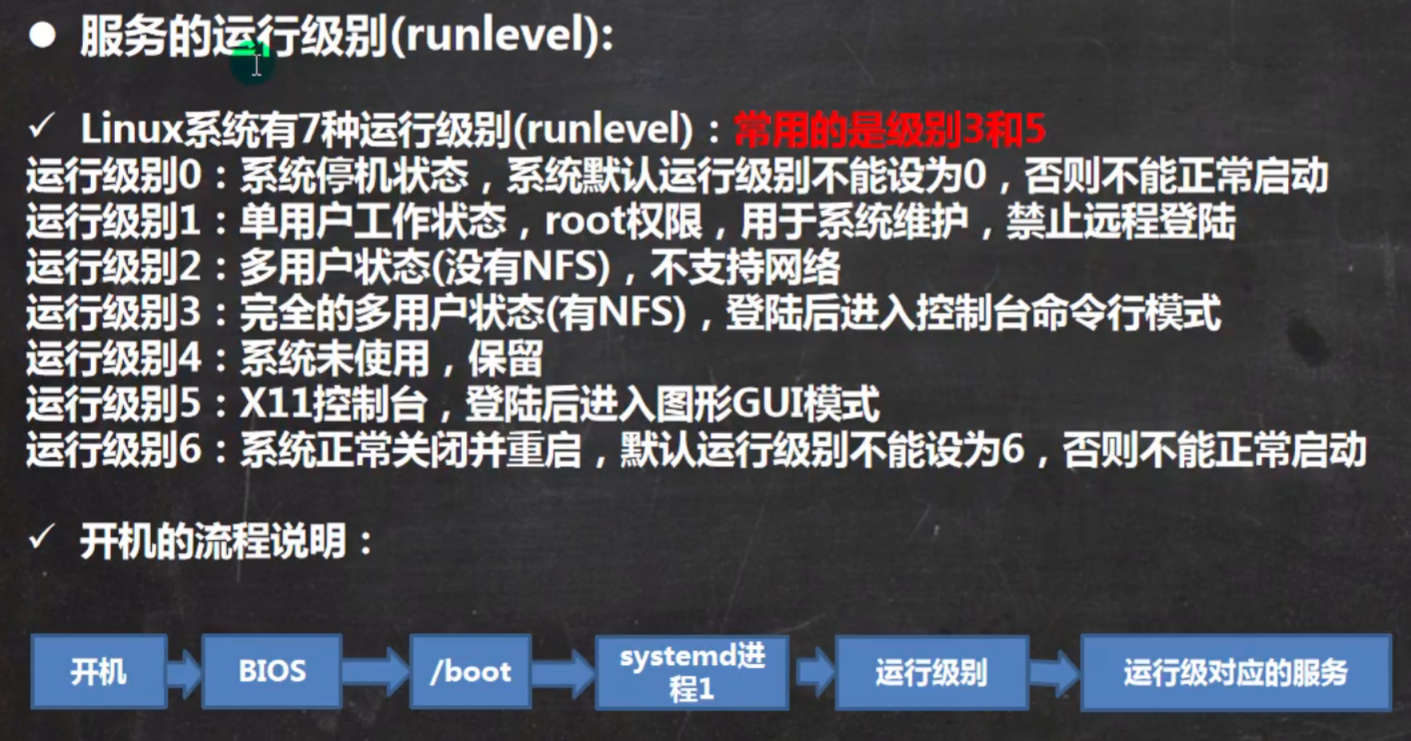 ● 服务的运行级别(runlevel):
✓ Linux系统有7种运行级别(runlevel)：常用的是级别3和5
运行级别0：系统停机状态，系统默认运行级别不能设为0，否则不能正常启动
运行级别1：单用户工作状态，root权限，用于系统维护，禁止远程登陆
运行级别2：多用户状态(没有NFS)，不支持网络
运行级别3：完全的多用户状态(有NFS)，登陆后进入控制台命令行模式
运行级别4：系统未使用，保留
运行级别5：X11控制台，登陆后进入图形GUI模式
运行级别6：系统正常关闭并重启，默认运行级别不能设为6，否则不能正常启动
✓ 开机的流程说明：
开机
BIOS
/boot
systemd进
程1
运行级别
运行级对应的服务